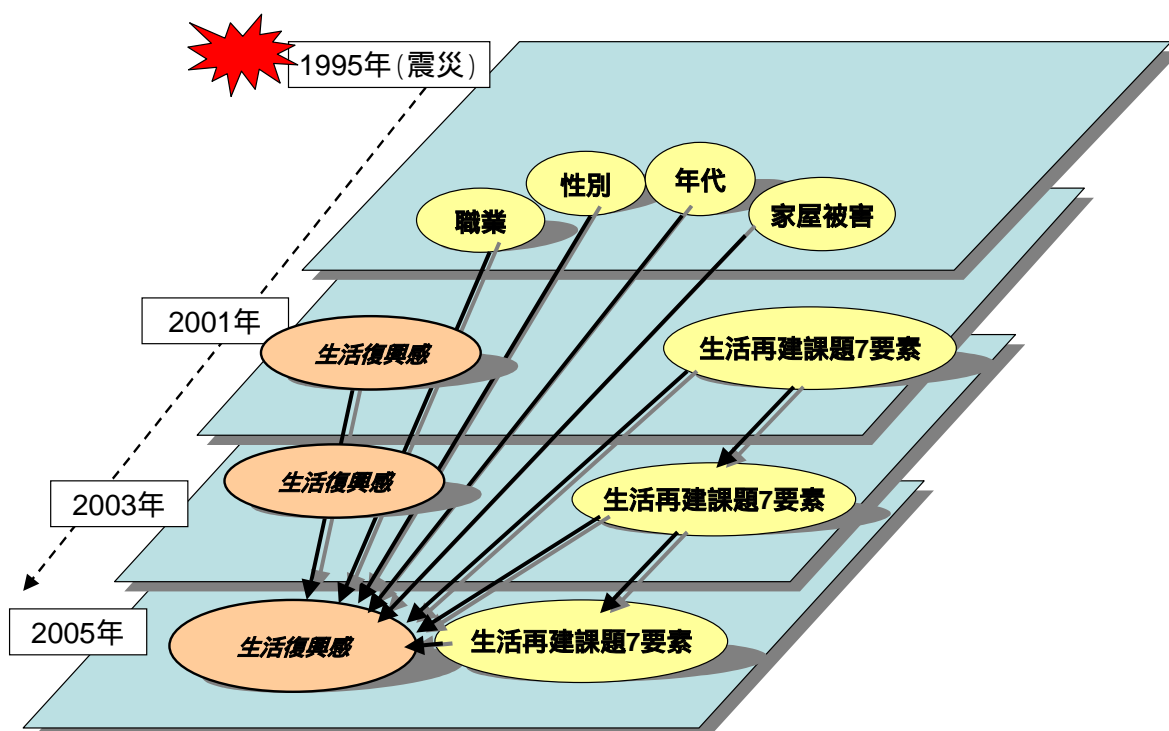 1995年(震災)
性別
年代
職業
家屋被害
2001年
生活復興感
生活再建課題7要素
2003年
生活復興感
生活再建課題7要素
2005年
生活復興感
生活再建課題7要素